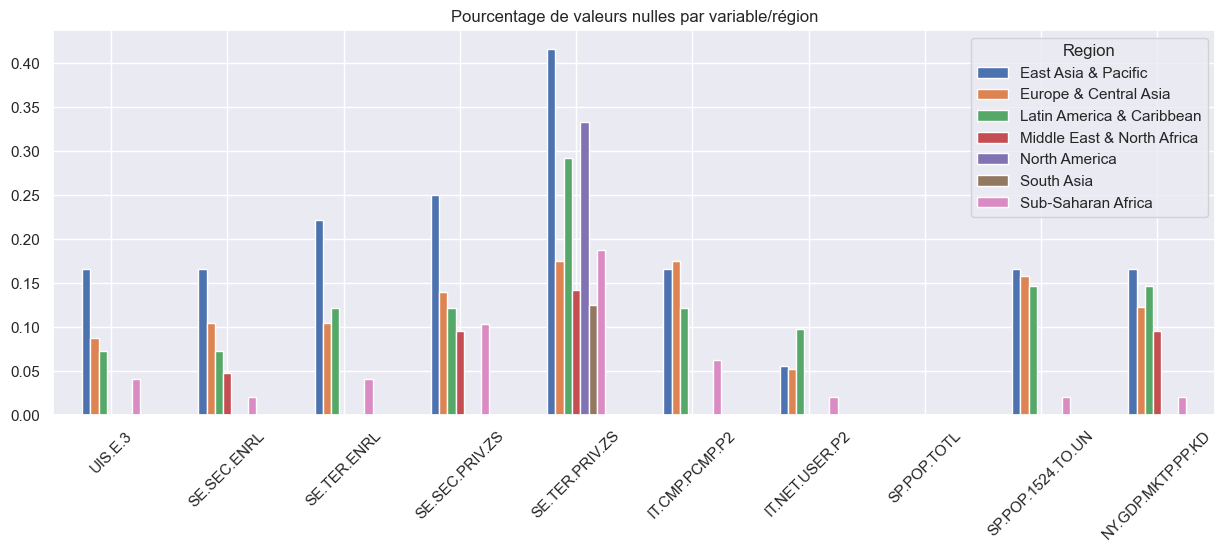 Pourcentage de valeurs nulles par variable/région
Region
East Asia & Pacific
Europe & Central Asia
Latin America & Caribbean
Middle East & North Africa
North America
South Asia
Sub-Saharan Africa
0.40
0.35
0.30
0.25
0.20
0.15
0.10
0.05
0.00
UIS.E.3
SE.SEC.ENRL
SE.TER.ENRL
SE.SEC.PRIV.ZS
SE.TER.PRIV.ZS
IT.CMP.PCMP.P2
IT.NET.USER.P2
SP.POP.TOTL
SP.POP.1524.TO.UN
NY.GDP.MKTP.PP.KD